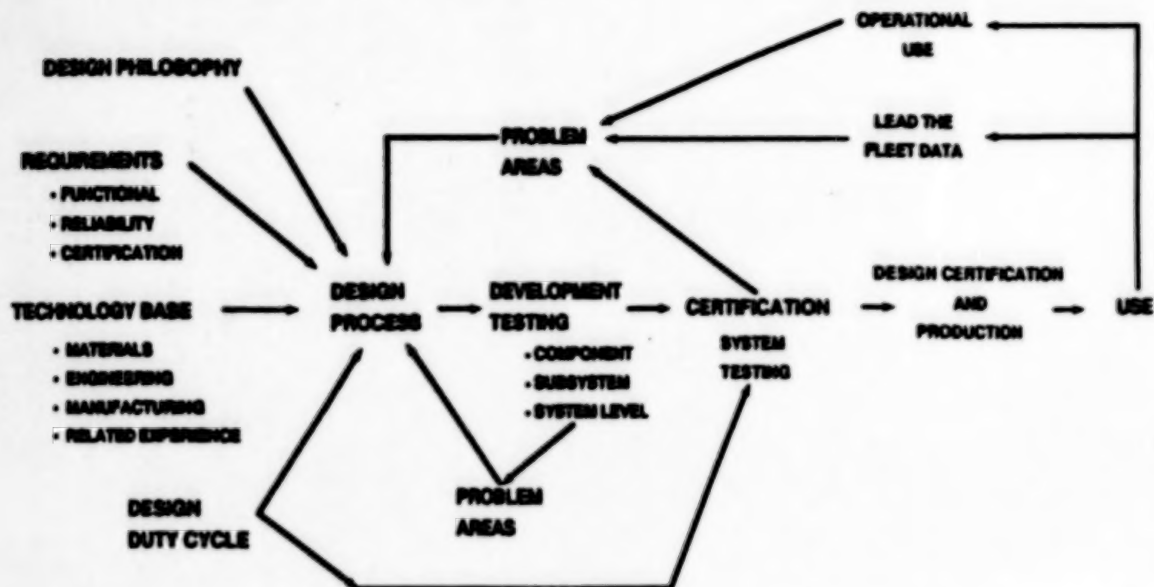 DESIGN PHILOSOPHY
REQUIREMENTS
• FUNCTIONAL
• RELIABILITY
• CERTIFICATION
TECHNOLOGY BASE
• MATERIALS
• ENGINEERING
• MANUFACTURING
• RELATED EXPERIENCE
DESIGN
DUTY CYCLE
DESIGN
PROCESS
PROBLEM
AREAS
DEVELOPMENT
TESTING
• COMPONENT
• SUBSYSTEM
• SYSTEM LEVEL
PROBLEM
AREAS
CERTIFICATION
SYSTEM
TESTING
OPERATIONAL
USE
LEAD THE
FLEET DATA
DESIGN CERTIFICATION
AND
PRODUCTION
USE